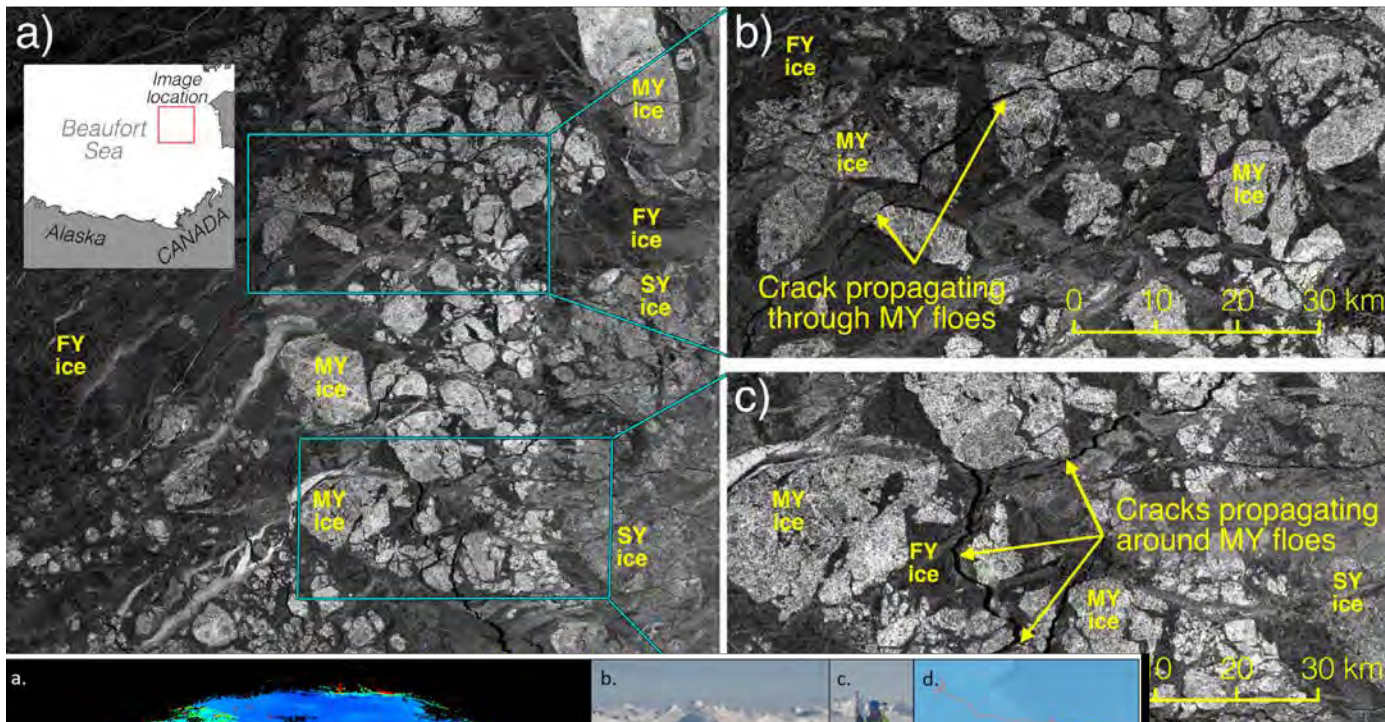 a)
Image
location
Beaufort
Sea
Alaska
CANADA
MY
ice
FY
ice
SY
ice
FY
ice
MY
ice
MY
ice
SY
ice
b)
FY
ice
MY
ice
MY
ice
Crack propagating
through MY floes
0 10 20 30 km
c)
MY
ice
FY
ice
Cracks propagating
around MY floes
MY
ice
SY
ice
0 20 30 km
a.
b.
c.
d.